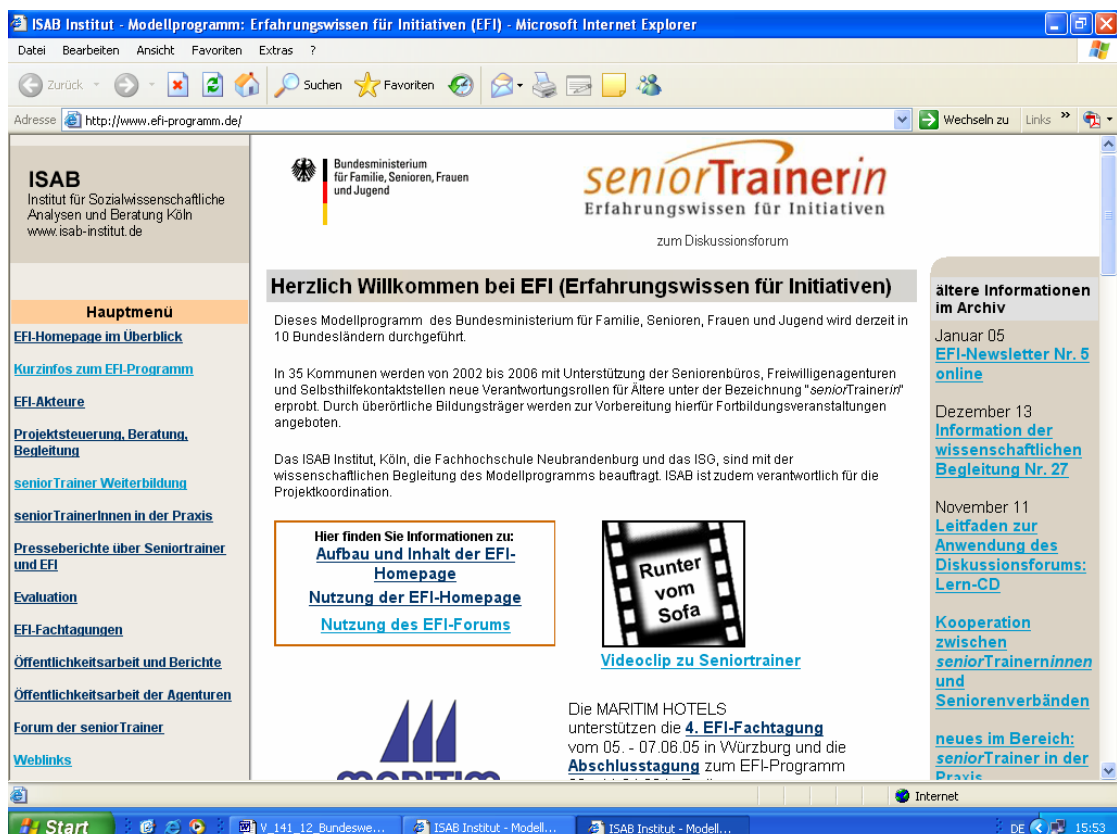 ISAB Institut - Modellprogramm: Erfahrungswissen für Initiativen (EFI) - Microsoft Internet Explorer
Datei Bearbeiten Ansicht Favoriten Extras ?
Zurück Suchen Favoriten
Adresse http://www.efi-programm.de/ Wechseln zu Links »
ISAB
Institut für Sozialwissenschaftliche
Analysen und Beratung Köln
www.isab-institut.de
Hauptmenü
EFI-Homepage im Überblick
Kurzinfos zum EFI-Programm
EFI-Akteure
Projektsteuerung, Beratung,
Begleitung
seniorTrainer Weiterbildung
seniorTrainerInnen in der Praxis
Presseberichte über Seniortrainer
und EFI
Evaluation
EFI-Fachtagungen
Öffentlichkeitsarbeit und Berichte
Öffentlichkeitsarbeit der Agenturen
Forum der seniorTrainer
Weblinks
Bundesministerium
für Familie, Senioren, Frauen
und Jugend
seniorTrainerin
Erfahrungswissen für Initiativen
zum Diskussionsforum
Herzlich Willkommen bei EFI (Erfahrungswissen für Initiativen)
Dieses Modellprogramm des Bundesministerium für Familie, Senioren, Frauen und Jugend wird derzeit in
10 Bundesländern durchgeführt.
In 35 Kommunen werden von 2002 bis 2006 mit Unterstützung der Seniorenbüros, Freiwilligenagenturen
und Selbsthilfekontaktstellen neue Verantwortungsrollen für Ältere unter der Bezeichnung "seniorTrainerin"
erprobt. Durch überörtliche Bildungsträger werden zur Vorbereitung hierfür Fortbildungsveranstaltungen
angeboten.
Das ISAB Institut, Köln, die Fachhochschule Neubrandenburg und das ISG, sind mit der
wissenschaftlichen Begleitung des Modellprogramms beauftragt. ISAB ist zudem verantwortlich für die
Projektkoordination.
Hier finden Sie Informationen zu:
Aufbau und Inhalt der EFI-
Homepage
Nutzung der EFI-Homepage
Nutzung des EFI-Forums
Runter
vom
Sofa
Videoclip zu Seniortrainer
MARITIM
Die MARITIM HOTELS
unterstützen die 4. EFI-Fachtagung
vom 05. - 07.06.05 in Würzburg und die
Abschlusstagung zum EFI-Programm
ältere Informationen
im Archiv
Januar 05
EFI-Newsletter Nr. 5
online
Dezember 13
Information der
wissenschaftlichen
Begleitung Nr. 27
November 11
Leitfaden zur
Anwendung des
Diskussionsforums:
Lern-CD
Kooperation
zwischen
seniorTrainerninnen
und
Seniorenverbänden
neues im Bereich:
seniorTrainer in der
Praxis
Internet
Start V_141_12_Bundeswe... ISAB Institut - Modell... ISAB Institut - Modell... DE 15:53